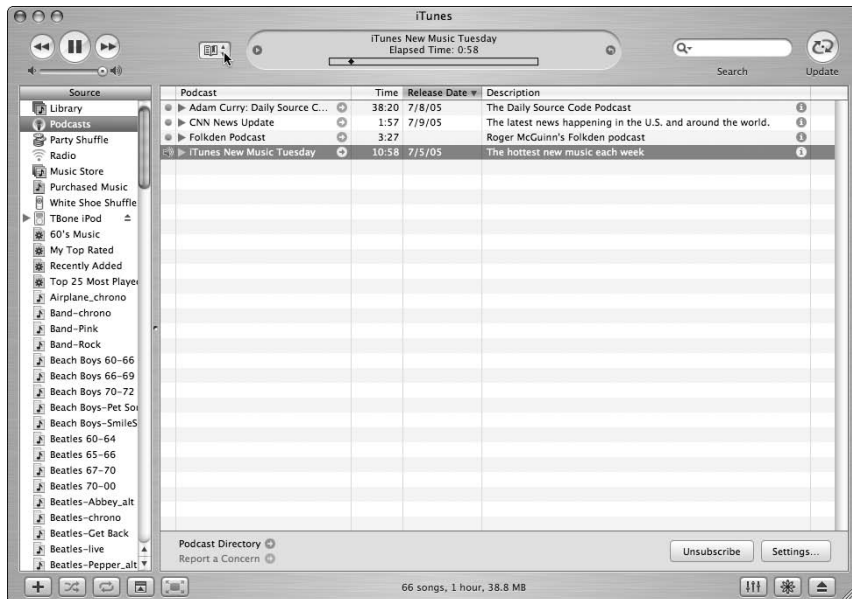 iTunes
iTunes New Music Tuesday
Elapsed Time: 0:58
Search
Update
Source
Library
Podcasts
Party Shuffle
Radio
Music Store
Purchased Music
White Shoe Shuffle
TBone iPod
60's Music
My Top Rated
Recently Added
Top 25 Most Playe
Airplane_chrono
Band-chrono
Band-Pink
Band-Rock
Beach Boys 60-66
Beach Boys 66-69
Beach Boys 70-72
Beach Boys-Pet So
Beach Boys-SmileS
Beatles 60-64
Beatles 65-66
Beatles 67-70
Beatles 70-00
Beatles-Abbey_alt
Beatles-chrono
Beatles-Get Back
Beatles-live
Beatles-Pepper_alt
Podcast Time Release Date Description
Adam Curry: Daily Source C... 38:20 7/8/05 The Daily Source Code Podcast
CNN News Update 1:57 7/9/05 The latest news happening in the U.S. and around the world.
Folkden Podcast 3:27 Roger McGuinn's Folkden podcast
iTunes New Music Tuesday 10:58 7/5/05 The hottest new music each week
Podcast Directory
Report a Concern
Unsubscribe
Settings...
66 songs, 1 hour, 38.8 MB